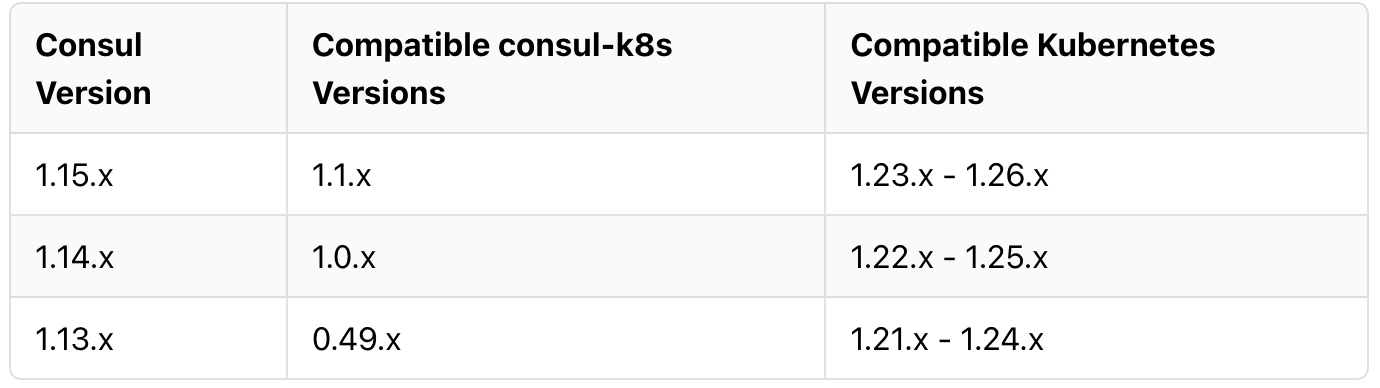 Consul Version
Compatible consul-k8s Versions
Compatible Kubernetes Versions
1.15.x
1.1.x
1.23.x - 1.26.x
1.14.x
1.0.x
1.22.x - 1.25.x
1.13.x
0.49.x
1.21.x - 1.24.x